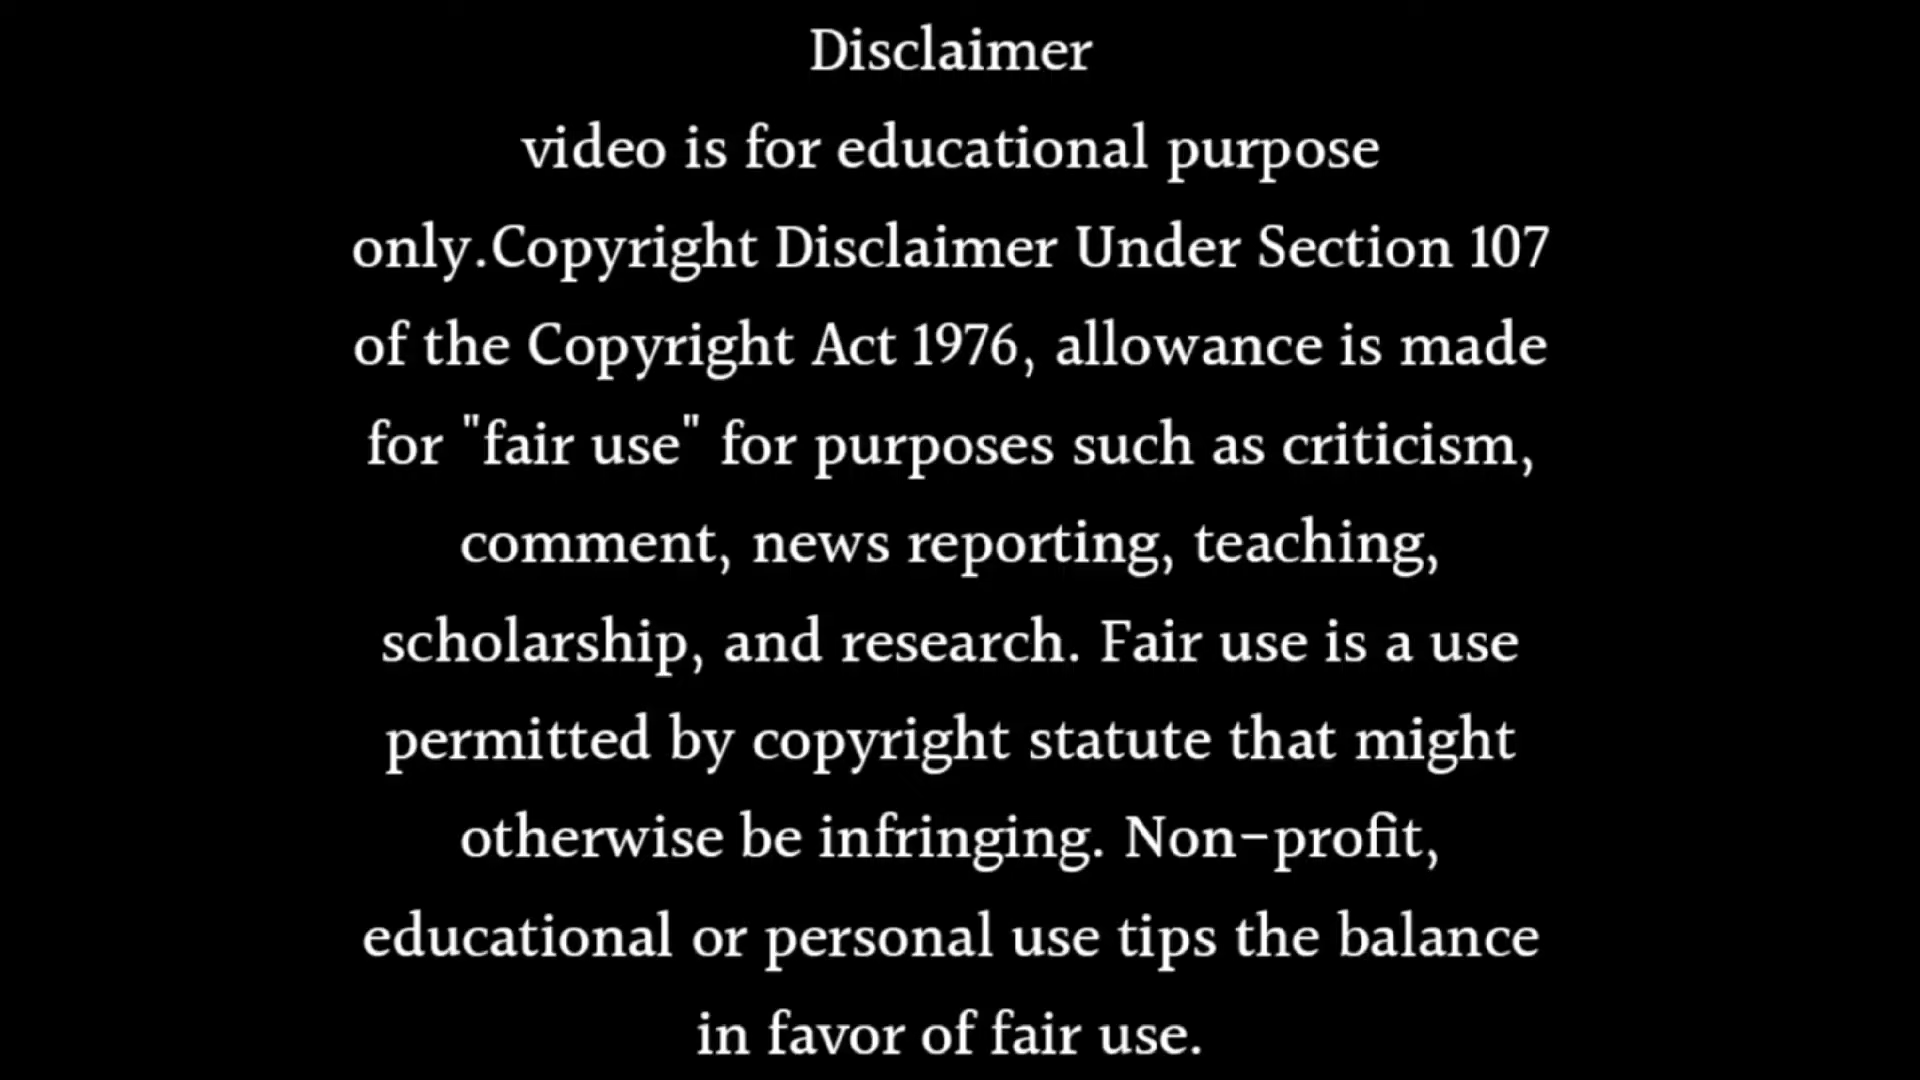 Disclaimer
video is for educational purpose
only.Copyright Disclaimer Under Section 107
of the Copyright Act 1976, allowance is made
for "fair use" for purposes such as criticism,
comment, news reporting, teaching,
scholarship, and research. Fair use is a use
permitted by copyright statute that might
otherwise be infringing. Non-profit,
educational or personal use tips the balance
in favor of fair use.